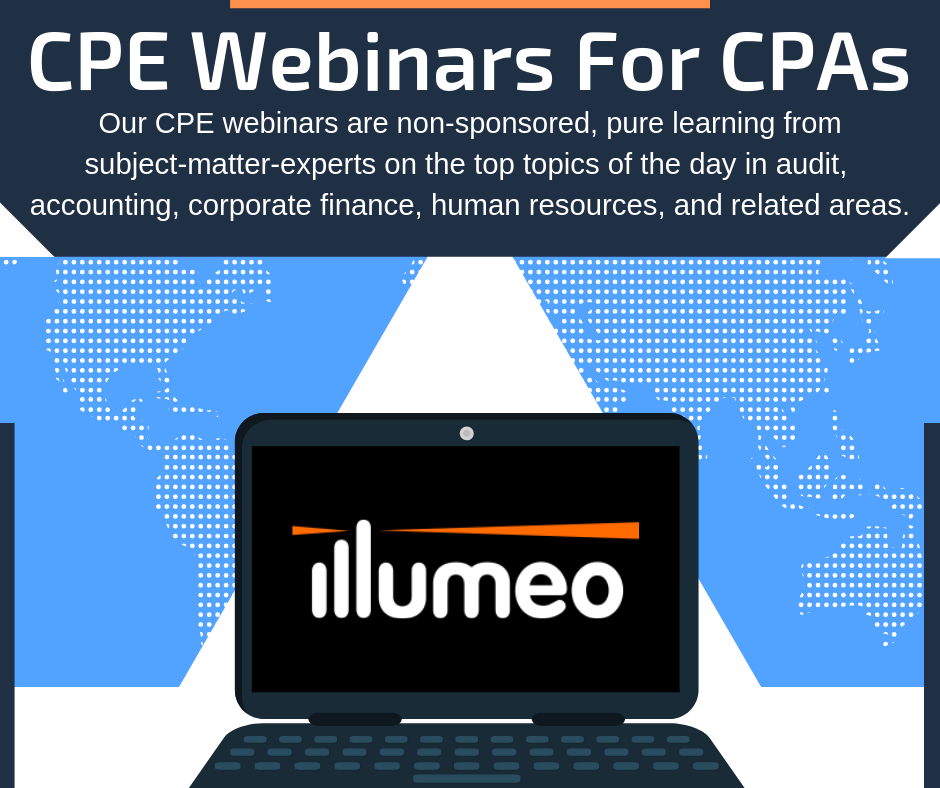 CPE Webinars For CPAs
Our CPE webinars are non-sponsored, pure learning from
subject-matter-experts on the top topics of the day in audit,
accounting, corporate finance, human resources, and related areas.
illumeo